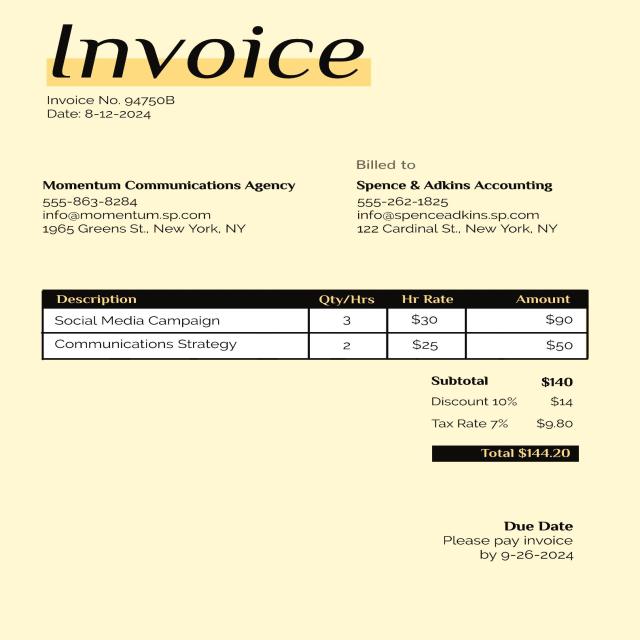 Invoice
Invoice No. 94750B
Date: 8-12-2024
Momentum Communications Agency
555-863-8284
info@momentum.sp.com
1965 Greens St., New York, NY
Billed to
Spence & Adkins Accounting
555-262-1825
info@spenceadkins.sp.com
122 Cardinal St., New York, NY
Description Qty/Hrs Hr Rate Amount
Social Media Campaign 3 $30 $90
Communications Strategy 2 $25 $50
Subtotal $140
Discount 10% $14
Tax Rate 7% $9.80
Total $144.20
Due Date
Please pay invoice
by 9-26-2024